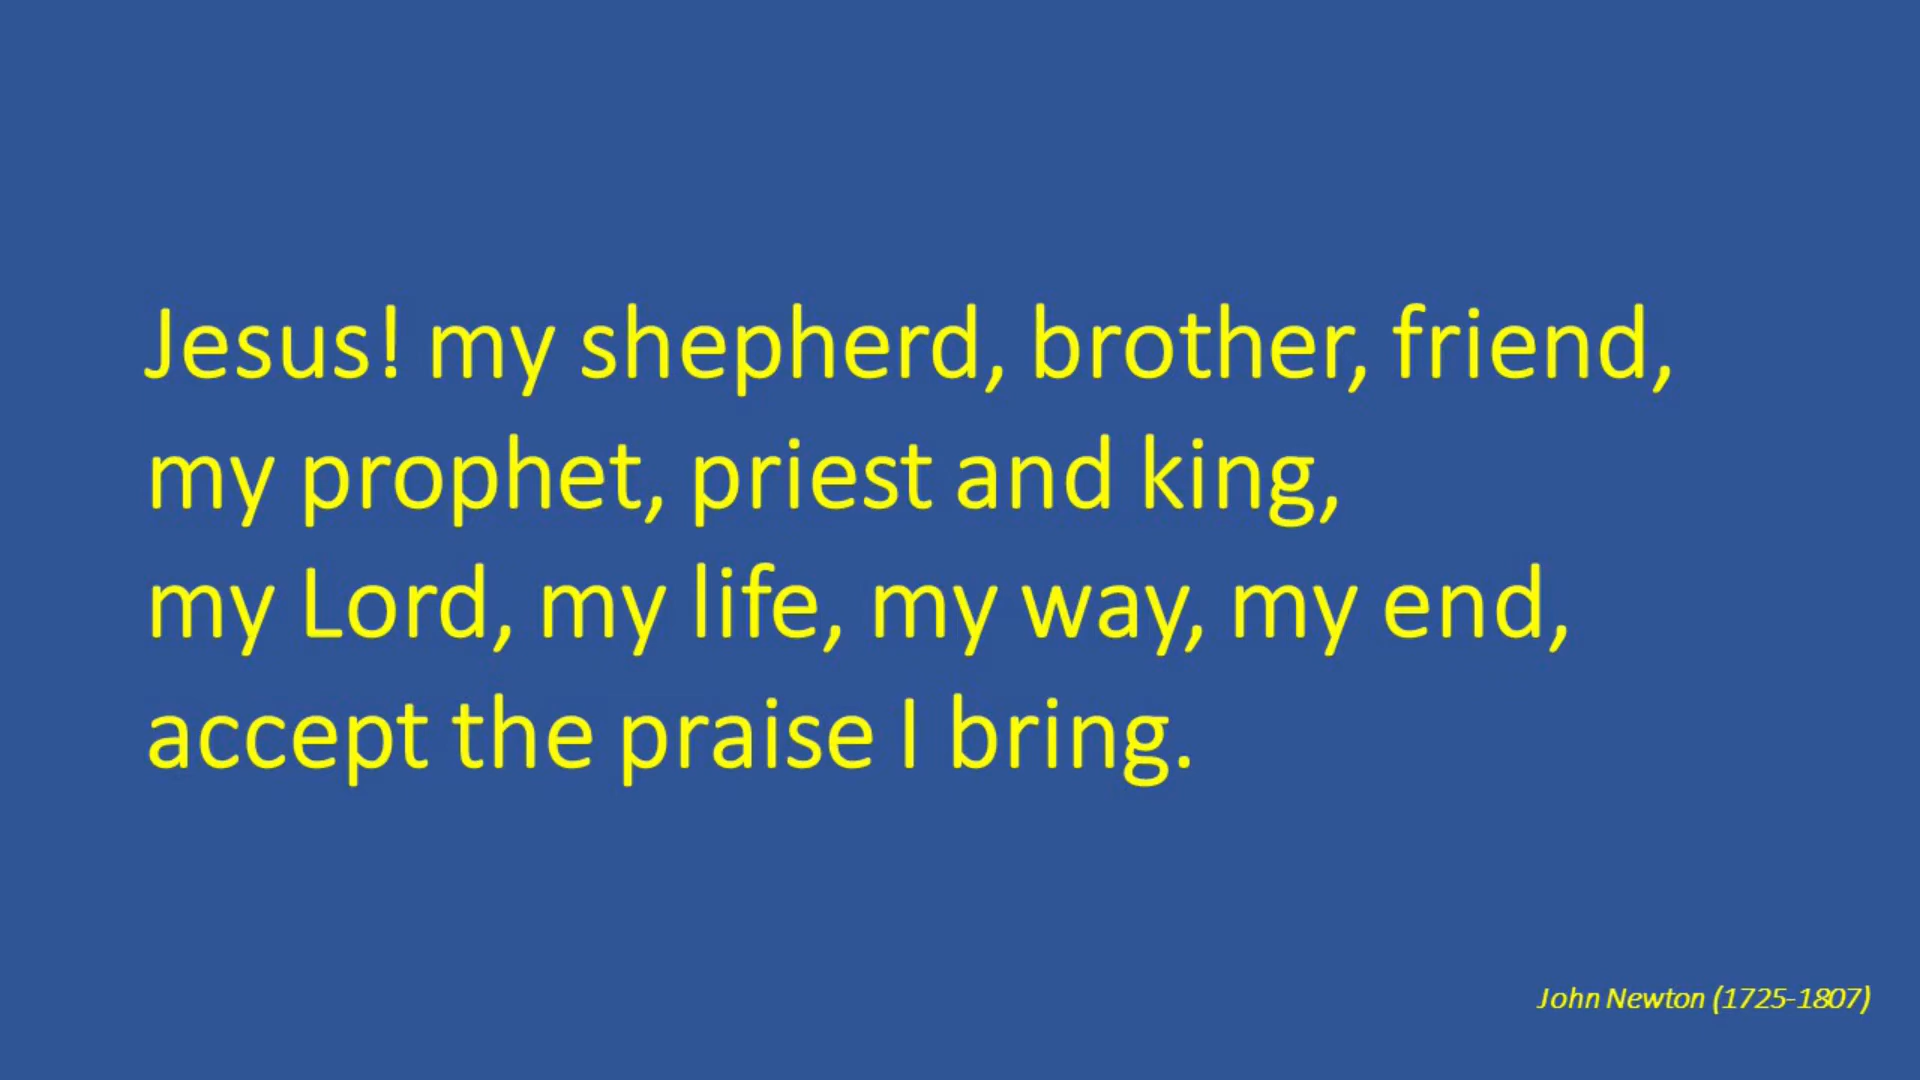 Jesus! my shepherd, brother, friend,
my prophet, priest and king,
my Lord, my life, my way, my end,
accept the praise I bring.
John Newton (1725-1807)